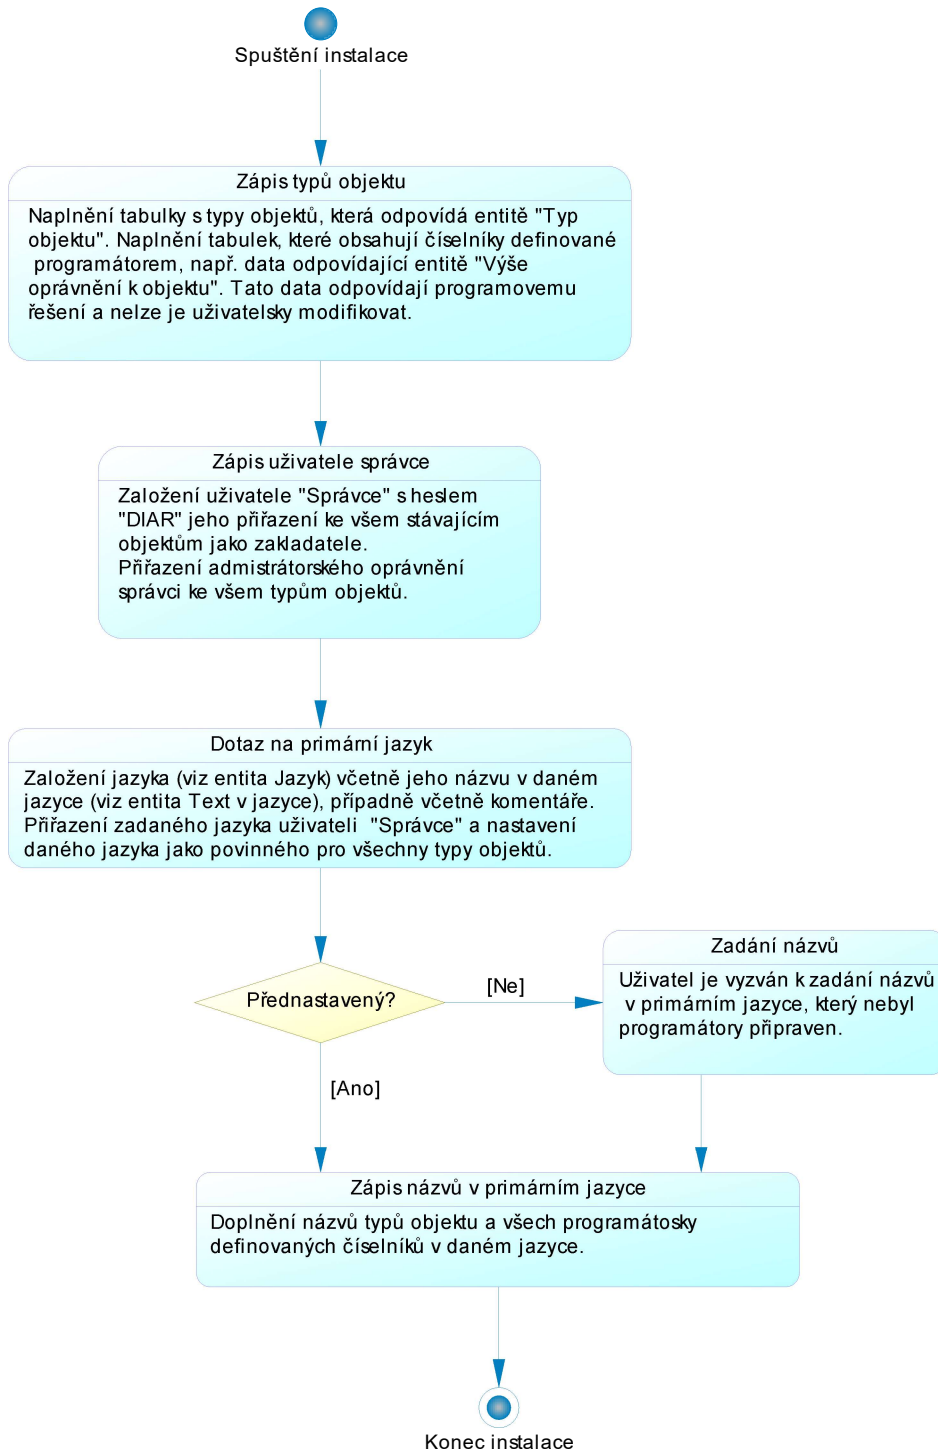 Spuštění instalace
Zápis typů objektu
Naplnění tabulky s typy objektů, která odpovídá entitě "Typ
objektu". Naplnění tabulek, které obsahují číselníky definované
programátorem, např. data odpovídající entitě "Výše
oprávnění k objektu". Tato data odpovídají programovemu
řešení a nelze je uživatelsky modifikovat.
Zápis uživatele správce
Založení uživatele "Správce" s heslem
"DIAR" jeho přiřazení ke všem stávajícím
objektům jako zakladatele.
Přiřazení admistrátorského oprávnění
správci ke všem typům objektů.
Dotaz na primární jazyk
Založení jazyka (viz entita Jazyk) včetně jeho názvu v daném
jazyce (viz entita Text v jazyce), případně včetně komentáře.
Přiřazení zadaného jazyka uživateli "Správce" a nastavení
daného jazyka jako povinného pro všechny typy objektů.
Přednastavený?
[Ne]
Zadání názvů
Uživatel je vyzván k zadání názvů
v primárním jazyce, který nebyl
programátory připraven.
[Ano]
Zápis názvů v primárním jazyce
Doplnění názvů typů objektu a všech programátosky
definovaných číselníků v daném jazyce.
Konec instalace